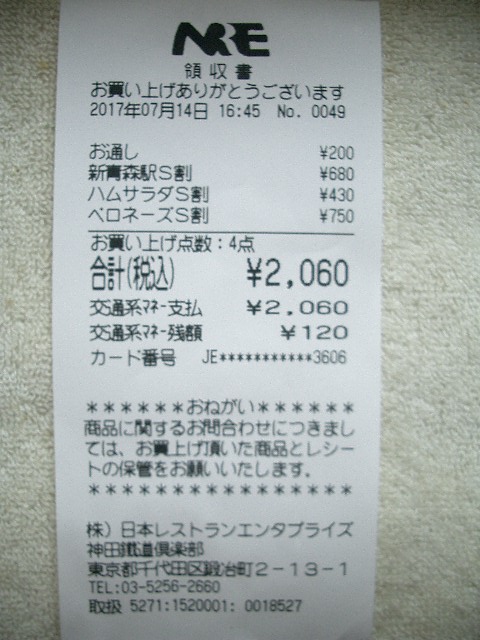 NRE
領収書
お買い上げありがとうございます
2017年07月14日 16:45 No. 0049
お通し ¥200
新青森駅S割 ¥680
ハムサラダS割 ¥430
ペロネーズS割 ¥750
お買い上げ点数：4点
合計(税込) ¥2,060
交通系ﾏﾈｰ支払 ¥2,060
交通系ﾏﾈｰ残額 ¥120
カード番号 JE***********3606
＊＊＊＊＊＊おねがい＊＊＊＊＊＊
商品に関するお問合わせにつきまし
ては、お買上げ頂いた商品とレシー
トの保管をお願いいたします。
＊＊＊＊＊＊＊＊＊＊＊＊＊＊＊＊
株）日本レストランエンタプライズ
神田鐵道倶楽部
東京都千代田区鍛冶町２－１３－１
TEL:03-5256-2660
取扱 5271:1520001: 0018527